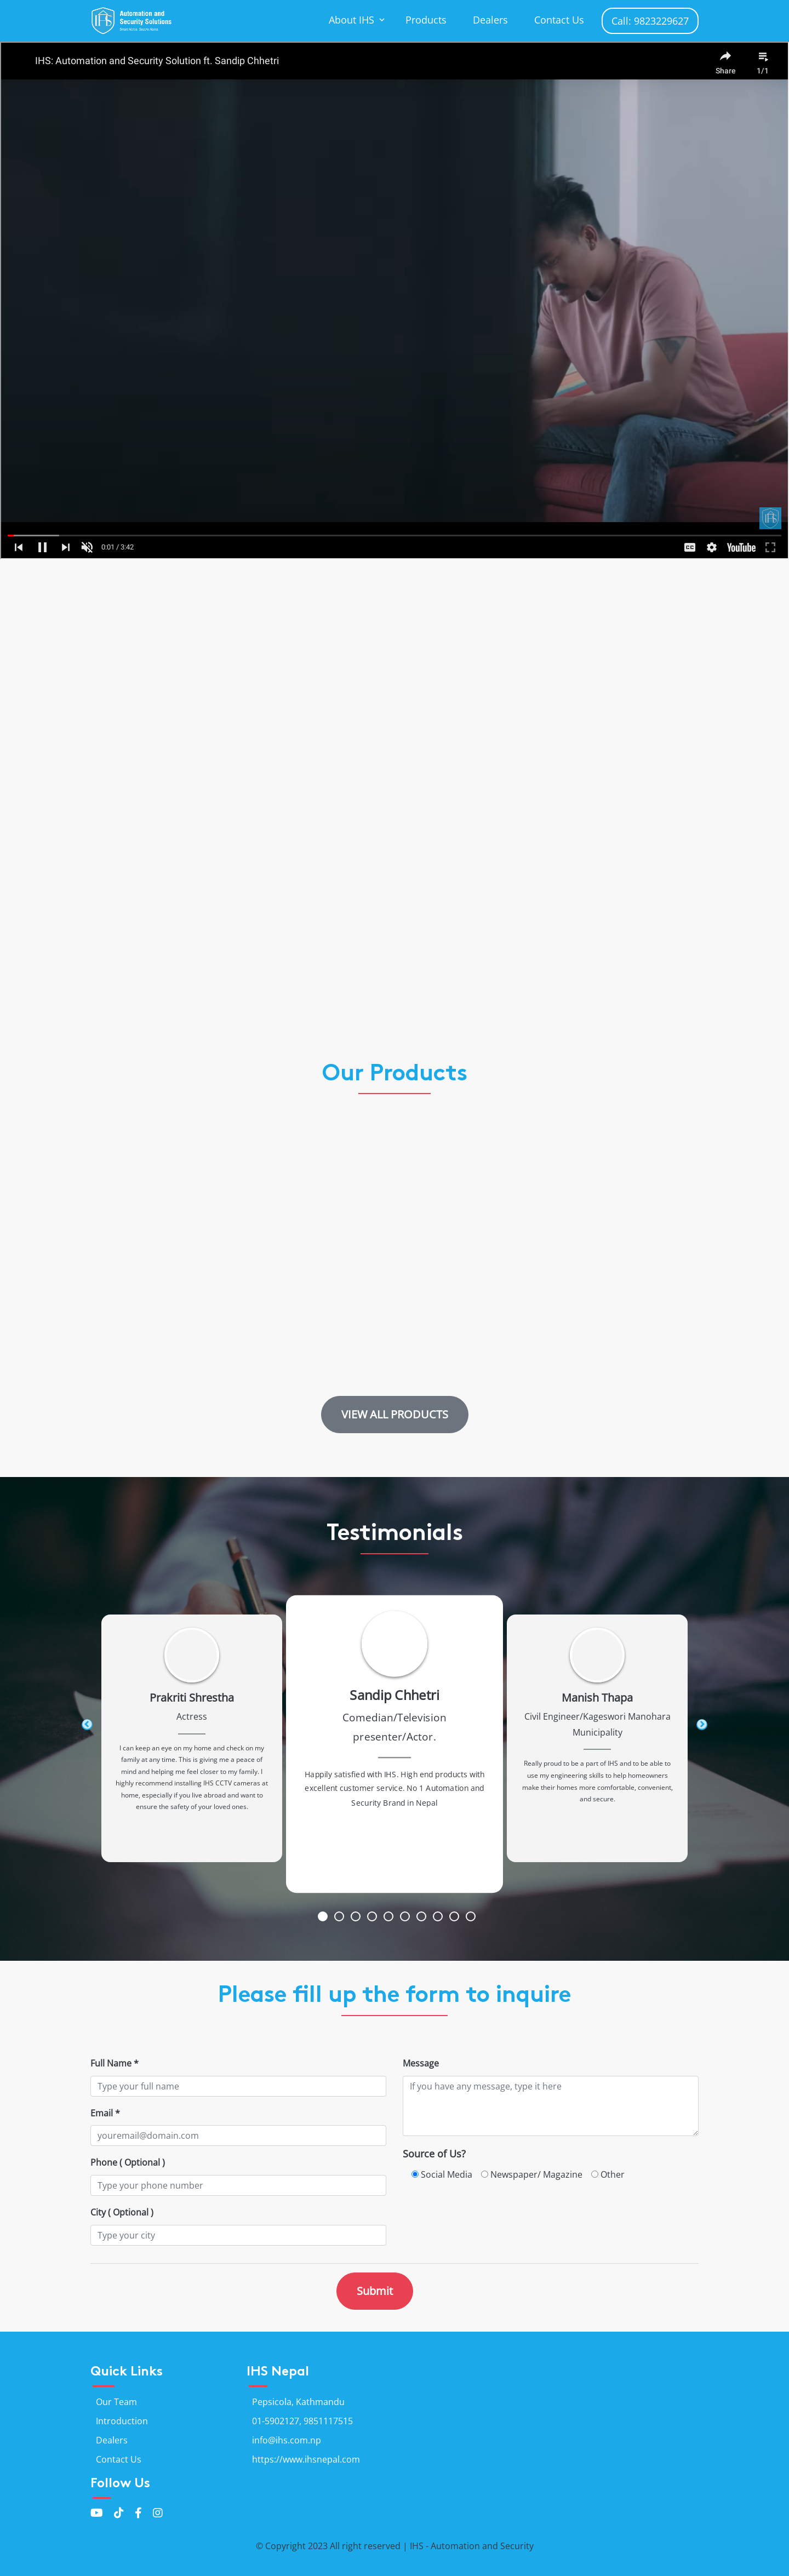 Automation and
Security Solutions
About IHS
Products
Dealers
Contact Us
Call: 9823229627
IHS: Automation and Security Solution ft. Sandip Chhetri
Share
1/1
IHS
0:01 / 3:42
CC
YouTube
Our Products
VIEW ALL PRODUCTS
Testimonials
Prakriti Shrestha
Actress
I can keep an eye on my home and check on my
family at any time. This is giving me a peace of
mind and helping me feel closer to my family. I
highly recommend installing IHS CCTV cameras at
home, especially if you live abroad and want to
ensure the safety of your loved ones.
Sandip Chhetri
Comedian/Television
presenter/Actor.
Happily satisfied with IHS. High end products with
excellent customer service. No 1 Automation and
Security Brand in Nepal
Manish Thapa
Civil Engineer/Kageswori Manohara
Municipality
Really proud to be a part of IHS and to be able to
use my engineering skills to help homeowners
make their homes more comfortable, convenient,
and secure.
Please fill up the form to inquire
Full Name *
Type your full name
Email *
youremail@domain.com
Phone ( Optional )
Type your phone number
City ( Optional )
Type your city
Message
If you have any message, type it here
Source of Us?
Social Media
Newspaper/ Magazine
Other
Submit
Quick Links
Our Team
Introduction
Dealers
Contact Us
IHS Nepal
Pepsicola, Kathmandu
01-5902127, 9851117515
info@ihs.com.np
https://www.ihsnepal.com
Follow Us
© Copyright 2023 All right reserved | IHS - Automation and Security